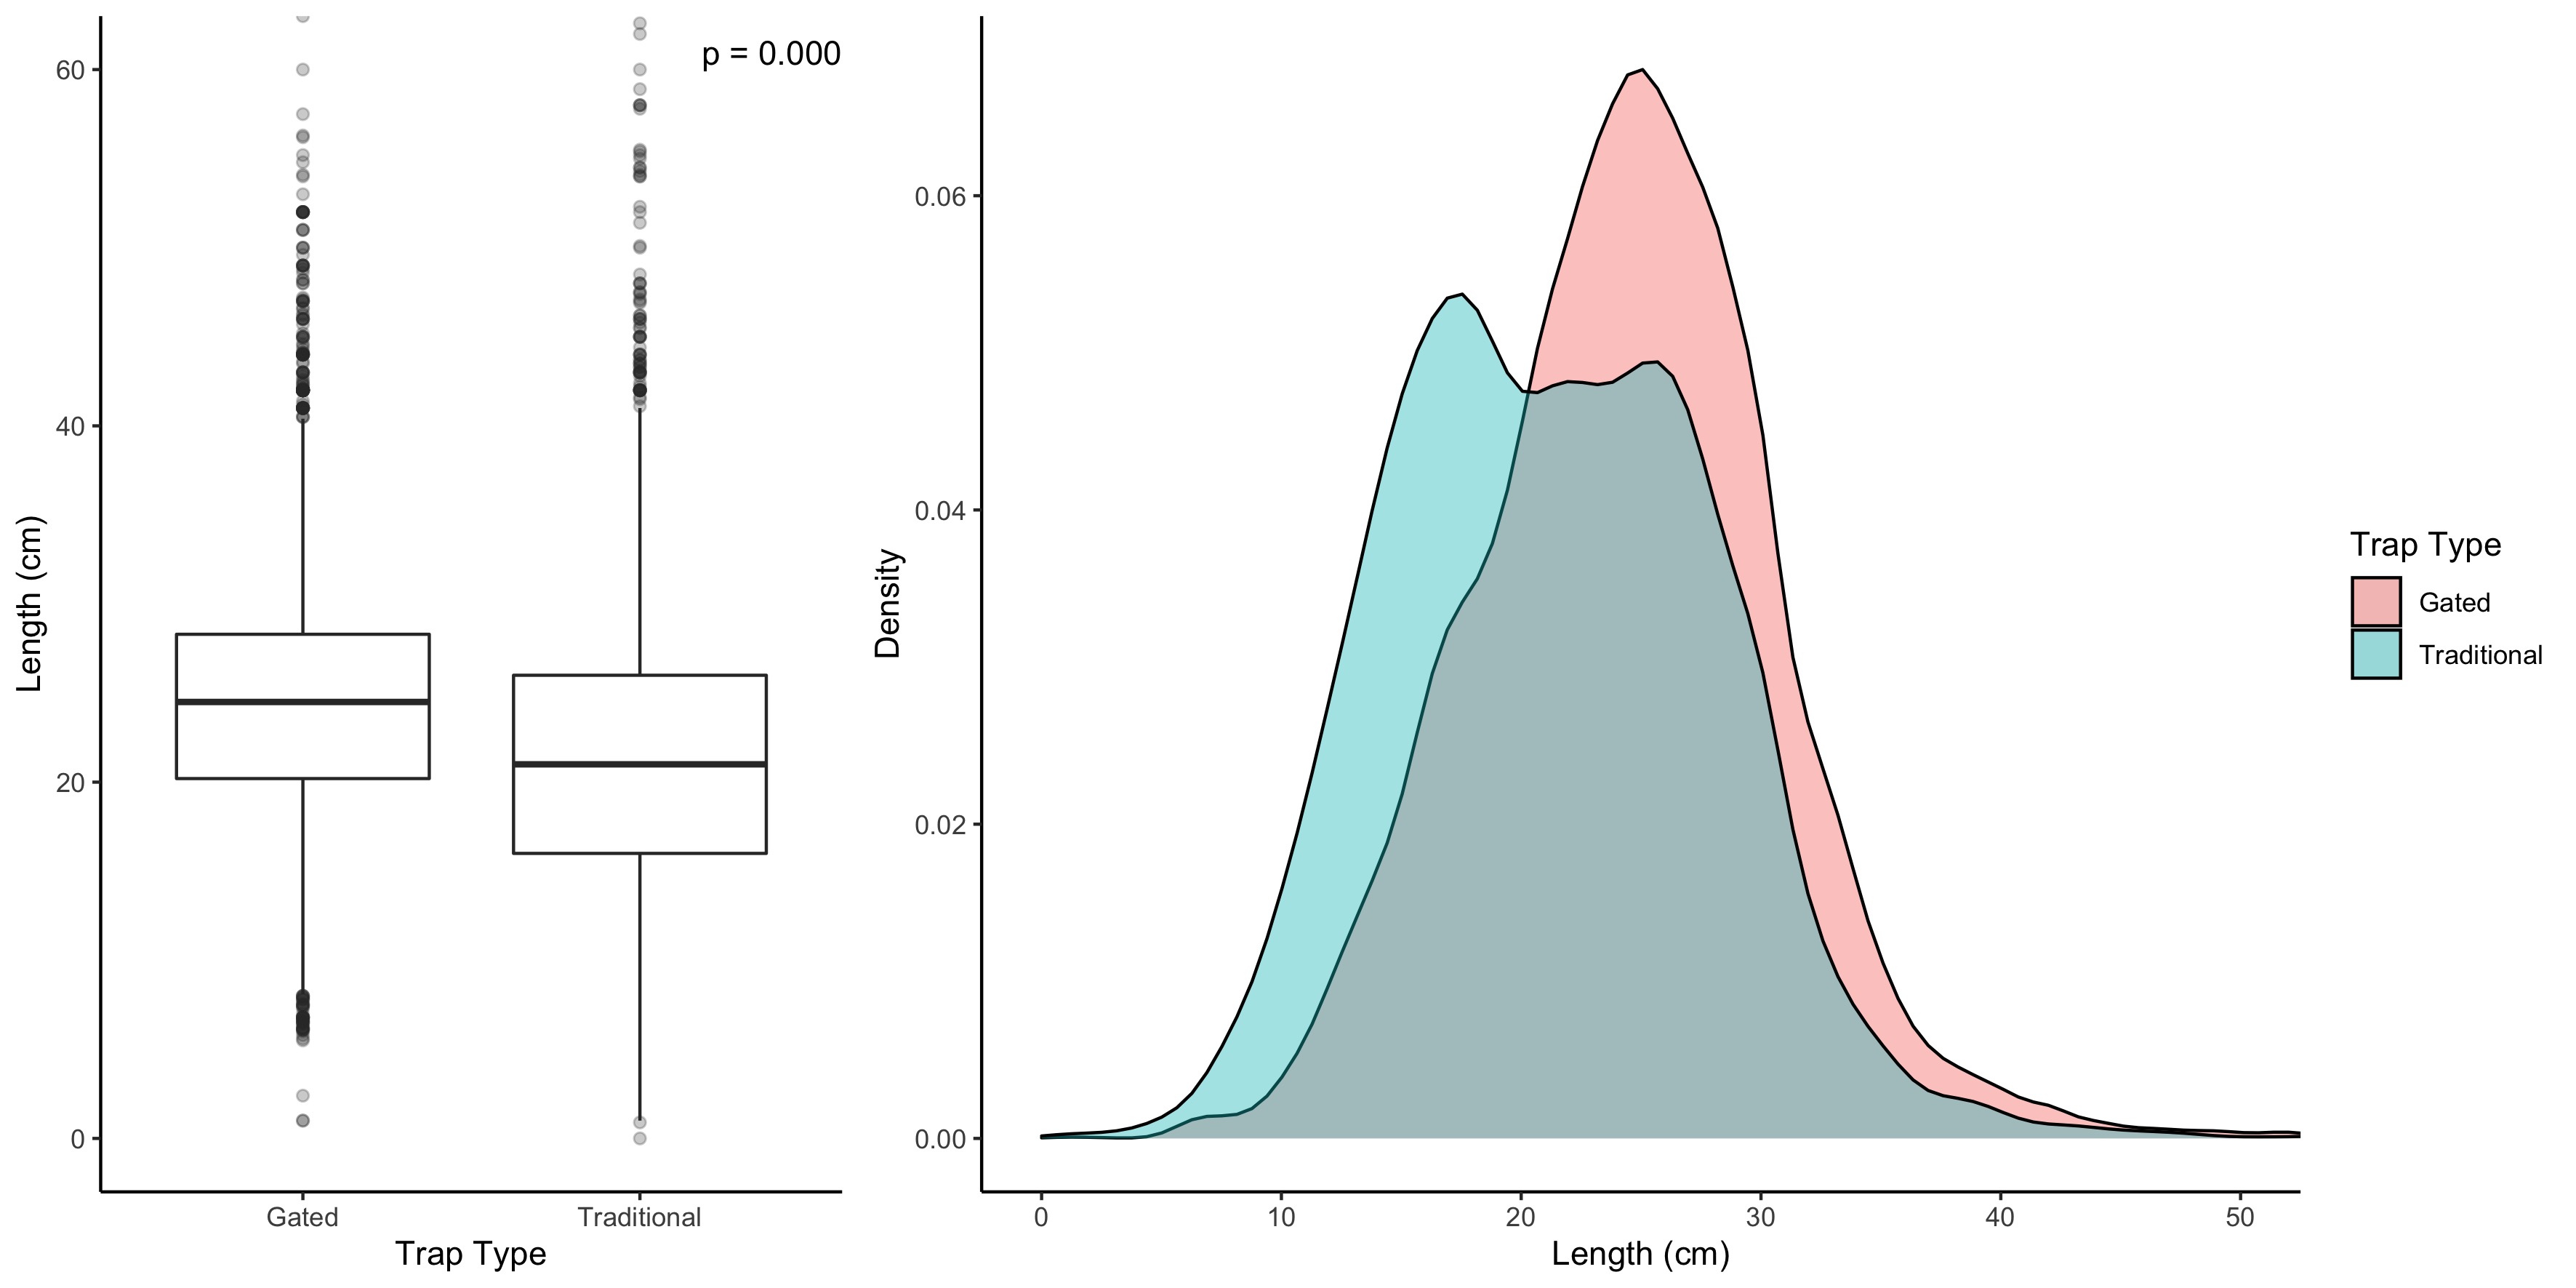 p = 0.000
60
40
20
0
Length (cm)
Gated
Traditional
Trap Type
0.06
0.04
0.02
0.00
Density
0
10
20
30
40
50
Length (cm)
Trap Type
Gated
Traditional